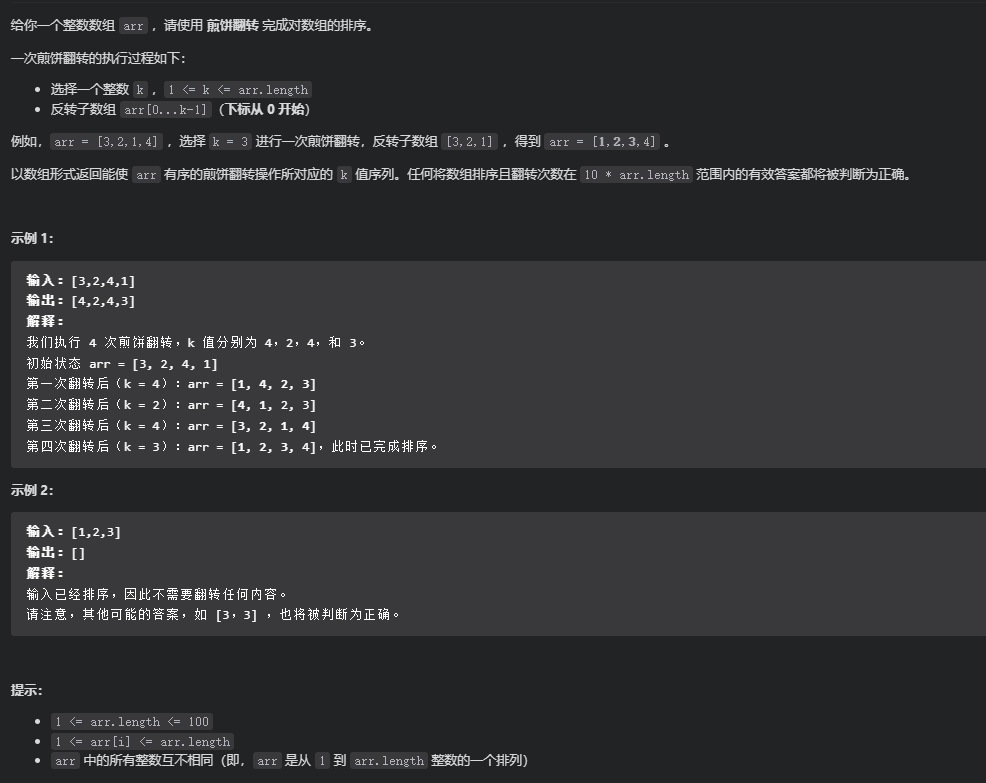 给你一个整数数组 arr ，请使用 煎饼翻转 完成对数组的排序。
一次煎饼翻转的执行过程如下：
• 选择一个整数 k ， 1 <= k <= arr.length
• 反转子数组 arr[0...k-1] （下标从 0 开始）
例如， arr = [3,2,1,4] ，选择 k = 3 进行一次煎饼翻转，反转子数组 [3,2,1] ，得到 arr = [1,2,3,4] 。
以数组形式返回能使 arr 有序的煎饼翻转操作所对应的 k 值序列。任何将数组排序且翻转次数在 10 * arr.length 范围内的有效答案都将被判断为正确。
示例 1：
输入：[3,2,4,1]
输出：[4,2,4,3]
解释：
我们执行 4 次煎饼翻转，k 值分别为 4，2，4，和 3。
初始状态 arr = [3, 2, 4, 1]
第一次翻转后（k = 4）：arr = [1, 4, 2, 3]
第二次翻转后（k = 2）：arr = [4, 1, 2, 3]
第三次翻转后（k = 4）：arr = [3, 2, 1, 4]
第四次翻转后（k = 3）：arr = [1, 2, 3, 4]，此时已完成排序。
示例 2：
输入：[1,2,3]
输出：[]
解释：
输入已经排序，因此不需要翻转任何内容。
请注意，其他可能的答案，如 [3，3] ，也将被判断为正确。
提示：
• 1 <= arr.length <= 100
• 1 <= arr[i] <= arr.length
• arr 中的所有整数互不相同（即，arr 是从 1 到 arr.length 整数的一个排列）